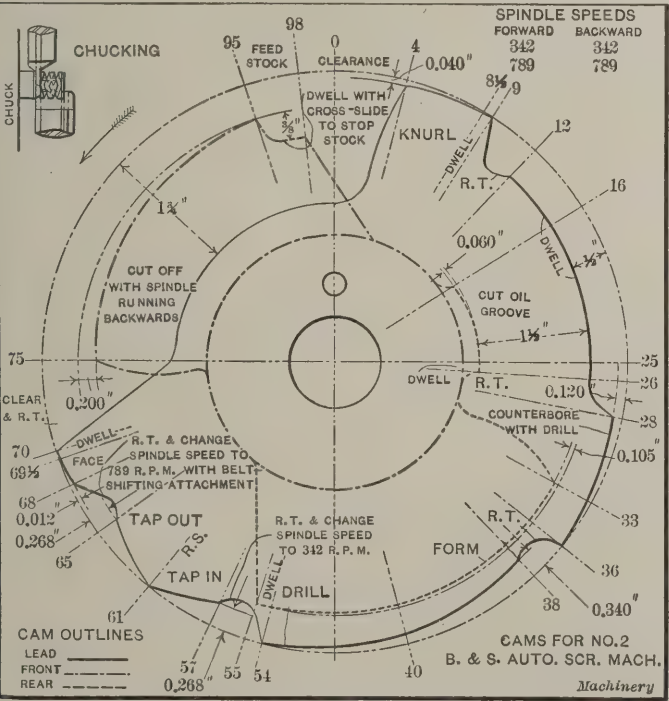 SPINDLE SPEEDS
FORWARD BACKWARD
342 342
789 789
CHUCKING
CHUCK
95
FEED
STOCK
98
0
CLEARANCE
4
0.040"
8½
9
12
16
DWELL WITH
CROSS-SLIDE
TO STOP
STOCK
KNURL
DWELL
R.T.
DWELL
½"
0.060"
CUT OIL
GROOVE
1⅛"
1¾"
CUT OFF
WITH SPINDLE
RUNNING
BACKWARDS
75
25
26
28
DWELL
R.T.
0.120"
COUNTERBORE
WITH DRILL
0.105"
0.200"
CLEAR
& R.T.
70
69½
DWELL
FACE
R.T. & CHANGE
SPINDLE SPEED TO
789 R.P.M. WITH BELT
SHIFTING ATTACHMENT
68
0.012"
0.268"
65
TAP OUT
R.S.
TAP IN
61
R.T. & CHANGE
SPINDLE SPEED
TO 342 R.P.M.
DWELL
DRILL
FORM
R.T.
33
36
38
0.340"
40
57
55
54
0.268"
CAM OUTLINES
LEAD
FRONT
REAR
CAMS FOR NO.2
B. & S. AUTO. SCR. MACH.
Machinery